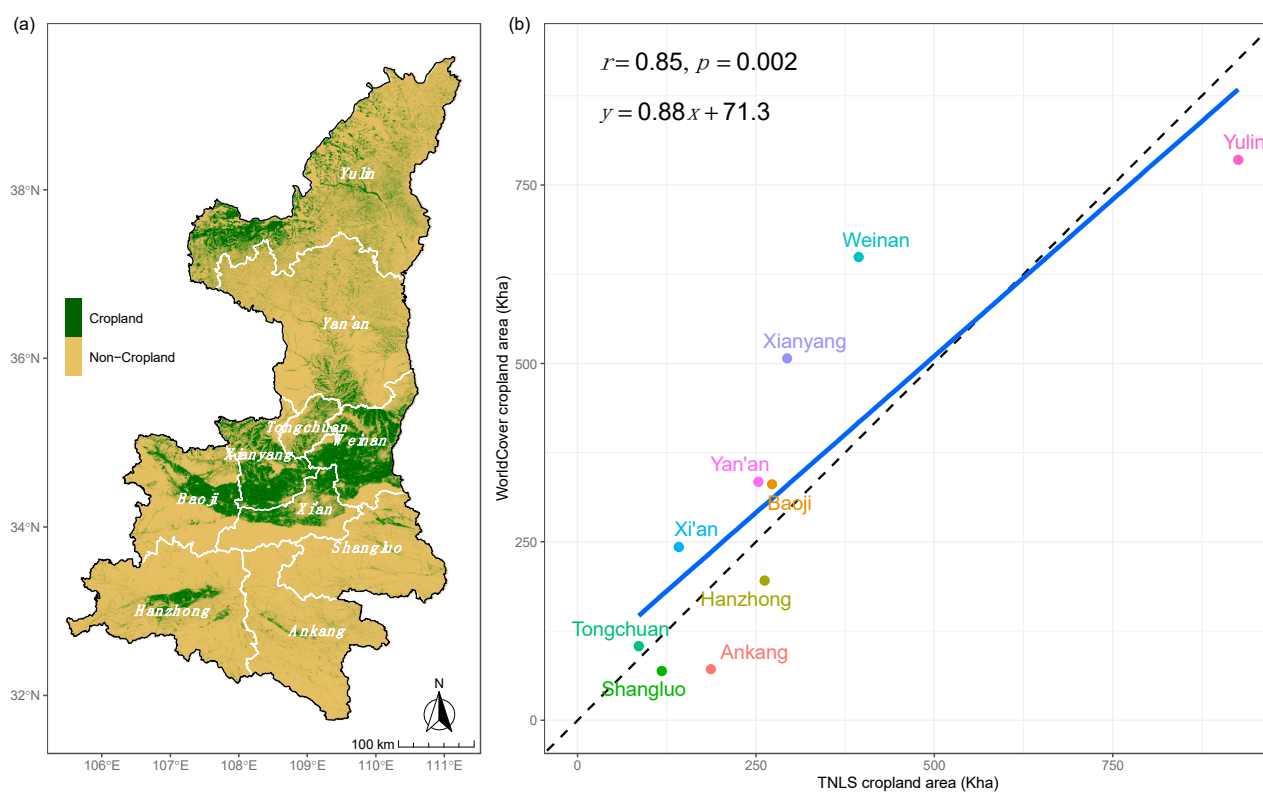 (a)
38°N
36°N
34°N
32°N
106°E
107°E
108°E
109°E
110°E
111°E
Cropland
Non−Cropland
Yulin
Yan'an
Tongchuan
Weinan
Xianyang
Baoji
Xi'an
Shangluo
Hanzhong
Ankang
N
100 km
(b)
r = 0.85, p = 0.002
y = 0.88x + 71.3
WorldCover cropland area (Kha)
750
500
250
0
Yulin
Weinan
Xianyang
Yan'an
Baoji
Xi'an
Hanzhong
Tongchuan
Ankang
Shangluo
0
250
500
750
TNLS cropland area (Kha)